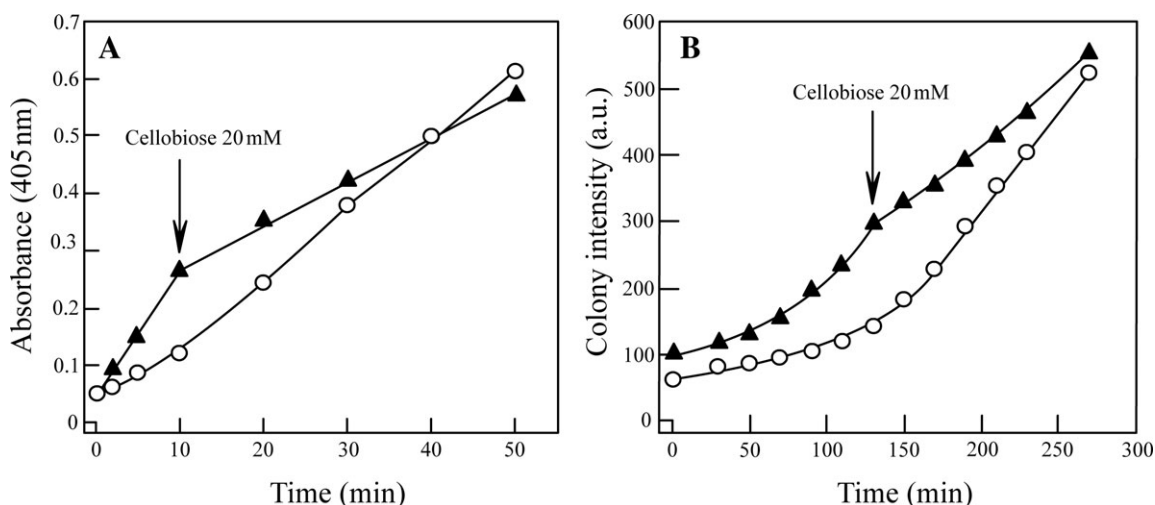 A
Absorbance (405nm)
0.7
0.6
0.5
0.4
0.3
0.2
0.1
0
Cellobiose 20 mM
0 10 20 30 40 50
Time (min)
B
Colony intensity (a.u.)
600
500
400
300
200
100
0
Cellobiose 20 mM
0 50 100 150 200 250 300
Time (min)